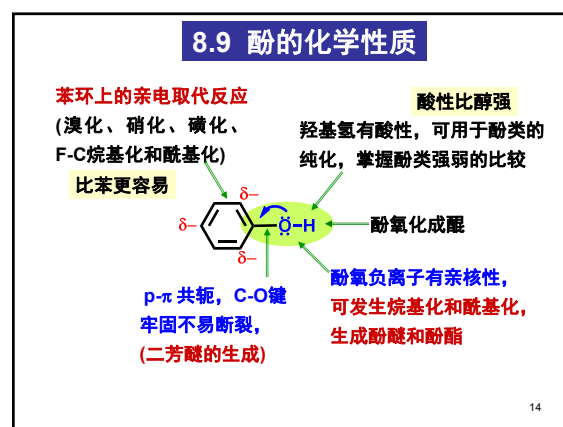 8.9 酚的化学性质
苯环上的亲电取代反应
(溴化、硝化、磺化、
F-C烷基化和酰基化)
比苯更容易
酸性比醇强
羟基氢有酸性，可用于酚类的
纯化，掌握酚类强弱的比较
δ−
δ−
δ−
O−H
酚氧化成醌
p-π 共轭，C-O键
牢固不易断裂，
(二芳醚的生成)
酚氧负离子有亲核性，
可发生烷基化和酰基化，
生成酚醚和酚酯
14